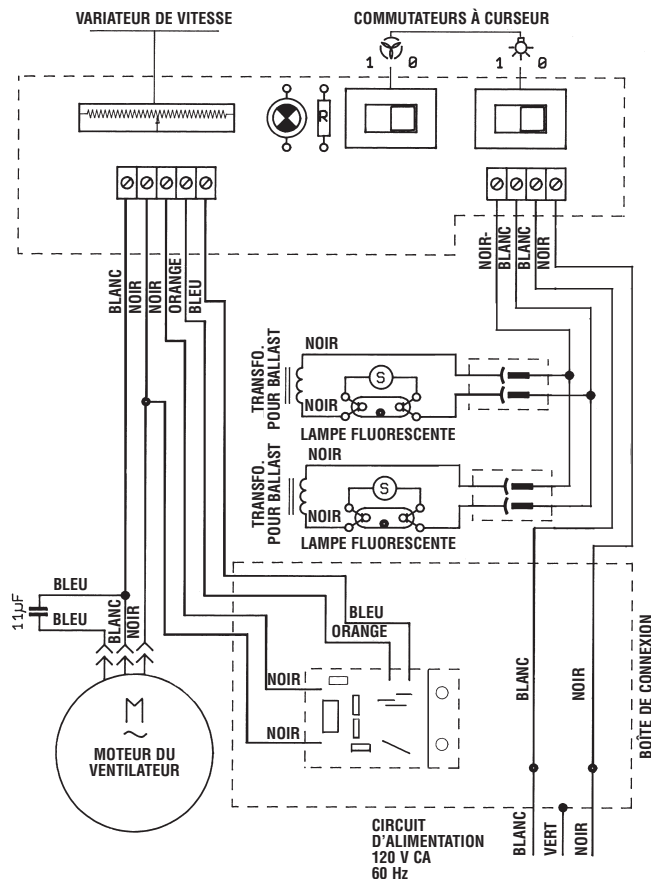 VARIATEUR DE VITESSE
COMMUTATEURS À CURSEUR
1 0
1 0
R
BLANC
NOIR
NOIR
ORANGE
BLEU
NOIR-
BLANC
BLANC
NOIR
TRANSFO.
POUR BALLAST
NOIR
S
NOIR
LAMPE FLUORESCENTE
TRANSFO.
POUR BALLAST
NOIR
S
NOIR
LAMPE FLUORESCENTE
11µF
BLEU
BLEU
BLANC
NOIR
BLEU
ORANGE
NOIR
NOIR
BLANC
NOIR
BOÎTE DE CONNEXION
M
~
MOTEUR DU
VENTILATEUR
CIRCUIT
D'ALIMENTATION
120 V CA
60 Hz
BLANC
VERT
NOIR